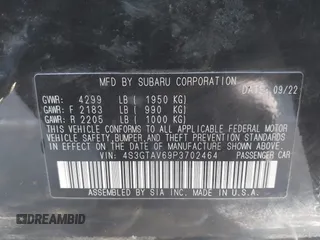 MFD BY SUBARU CORPORATION DATE: 09/22
GVWR: 4299 LB ( 1950 KG)
GAWR: F 2183 LB ( 990 KG)
GAWR: R 2205 LB ( 1000 KG)
THIS VEHICLE CONFORMS TO ALL APPLICABLE FEDERAL MOTOR
VEHICLE SAFETY,BUMPER,AND THEFT PREVENTION STANDARDS
IN EFFECT ON THE DATE OF MANUFACTURE SHOWN ABOVE.
VIN: 4S3GTAV69P3702464 PASSENGER CAR
ASSEMBLED BY SIA INC. IN U.S.A.
DREAMBID